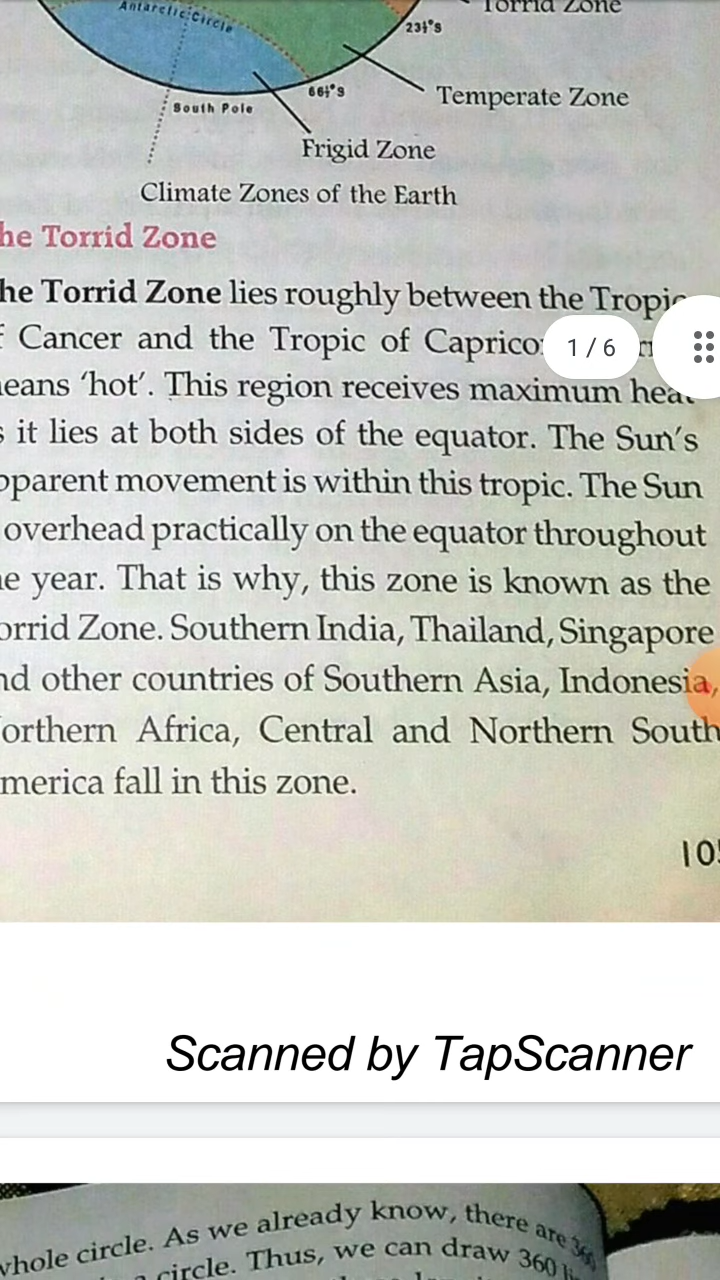 Torrid Zone
Antarctic Circle
23½°S
66½°S
South Pole
Temperate Zone
Frigid Zone
Climate Zones of the Earth
he Torrid Zone
he Torrid Zone lies roughly between the Tropic
f Cancer and the Tropic of Caprico
1 / 6
eans 'hot'. This region receives maximum heat
s it lies at both sides of the equator. The Sun's
pparent movement is within this tropic. The Sun
overhead practically on the equator throughout
e year. That is why, this zone is known as the
orrid Zone. Southern India, Thailand, Singapore
nd other countries of Southern Asia, Indonesia,
orthern Africa, Central and Northern South
merica fall in this zone.
10
Scanned by TapScanner
whole circle. As we already know, there are 360
circle. Thus, we can draw 360